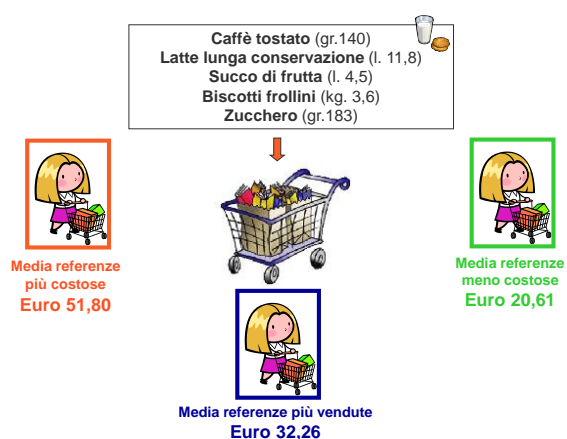 Caffè tostato (gr.140)
Latte lunga conservazione (l. 11,8)
Succo di frutta (l. 4,5)
Biscotti frollini (kg. 3,6)
Zucchero (gr.183)
Media referenze
più costose
Euro 51,80
Media referenze
meno costose
Euro 20,61
Media referenze più vendute
Euro 32,26